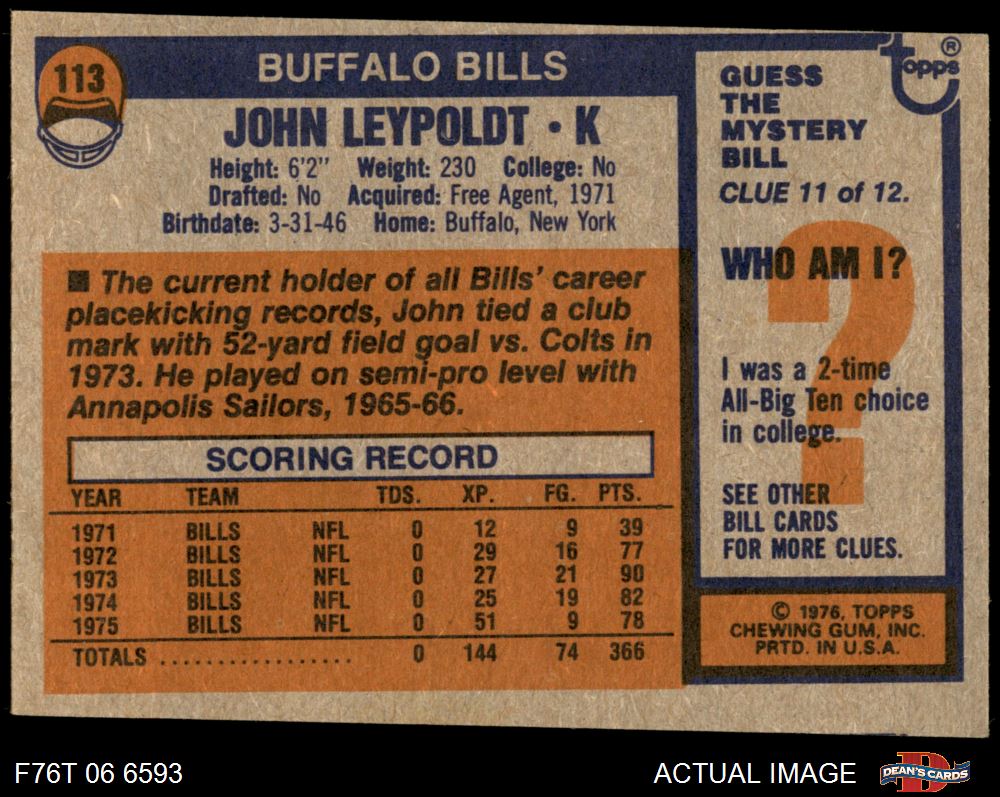 113
BUFFALO BILLS
JOHN LEYPOLDT • K
Height: 6'2" Weight: 230 College: No
Drafted: No Acquired: Free Agent, 1971
Birthdate: 3-31-46 Home: Buffalo, New York
■ The current holder of all Bills' career
placekicking records, John tied a club
mark with 52-yard field goal vs. Colts in
1973. He played on semi-pro level with
Annapolis Sailors, 1965-66.
SCORING RECORD
YEAR TEAM TDS. XP. FG. PTS.
1971 BILLS NFL 0 12 9 39
1972 BILLS NFL 0 29 16 77
1973 BILLS NFL 0 27 21 90
1974 BILLS NFL 0 25 19 82
1975 BILLS NFL 0 51 9 78
TOTALS .................. 0 144 74 366
topps®
GUESS
THE
MYSTERY
BILL
CLUE 11 of 12.
WHO AM I?
?
I was a 2-time
All-Big Ten choice
in college.
SEE OTHER
BILL CARDS
FOR MORE CLUES.
© 1976, TOPPS
CHEWING GUM, INC.
PRTD. IN U.S.A.
F76T 06 6593
ACTUAL IMAGE
D
DEAN'S CARDS